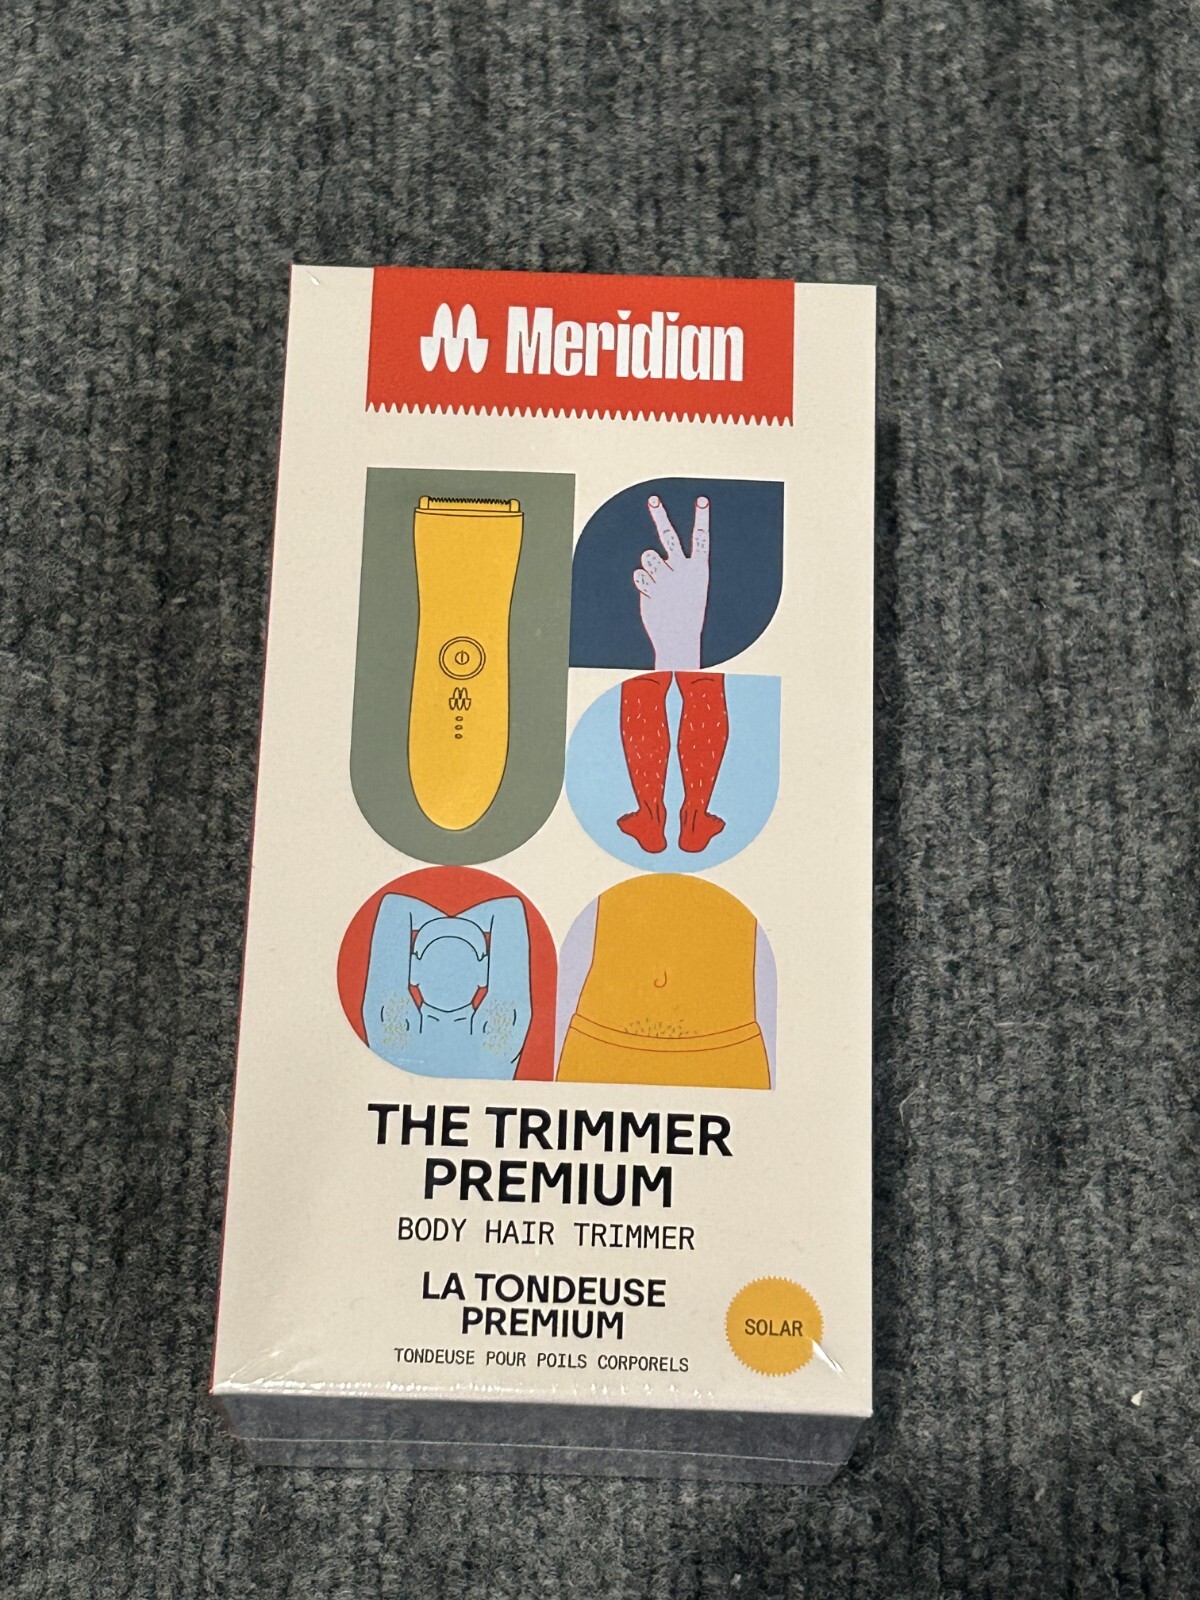 Meridian
THE TRIMMER
PREMIUM
BODY HAIR TRIMMER
LA TONDEUSE
PREMIUM
TONDEUSE POUR POILS CORPORELS
SOLAR